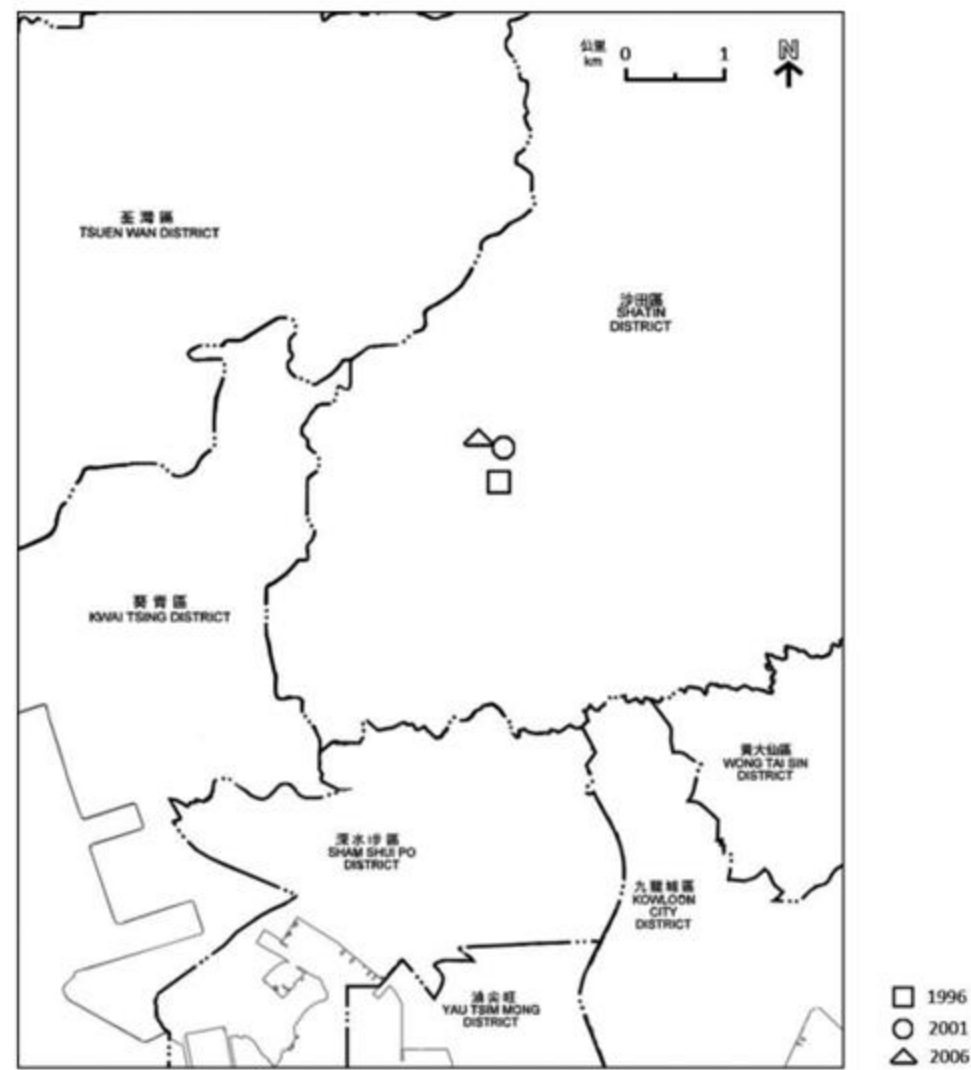 公里 0 1 N
km
荃灣區
TSUEN WAN DISTRICT
沙田區
SHATIN
DISTRICT
葵青區
KWAI TSING DISTRICT
黃大仙區
WONG TAI SIN
DISTRICT
深水埗區
SHAM SHUI PO
DISTRICT
九龍城區
KOWLOON
CITY
DISTRICT
油尖旺
YAU TSIM MONG
DISTRICT
1996
2001
2006